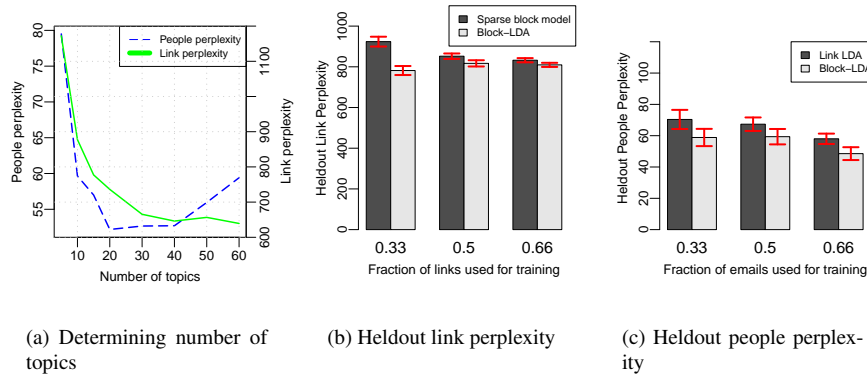 People perplexity
Link perplexity
80
75
70
65
60
55
People perplexity
1100
900
800
700
600
Link perplexity
0 10 20 30 40 50 60
Number of topics
Sparse block model
Block−LDA
1000
800
600
400
200
0
Heldout Link Perplexity
0.33 0.5 0.66
Fraction of links used for training
Link LDA
Block−LDA
100
80
60
40
20
0
Heldout People Perplexity
0.33 0.5 0.66
Fraction of emails used for training
(a) Determining number of
topics
(b) Heldout link perplexity
(c) Heldout people perplex-
ity